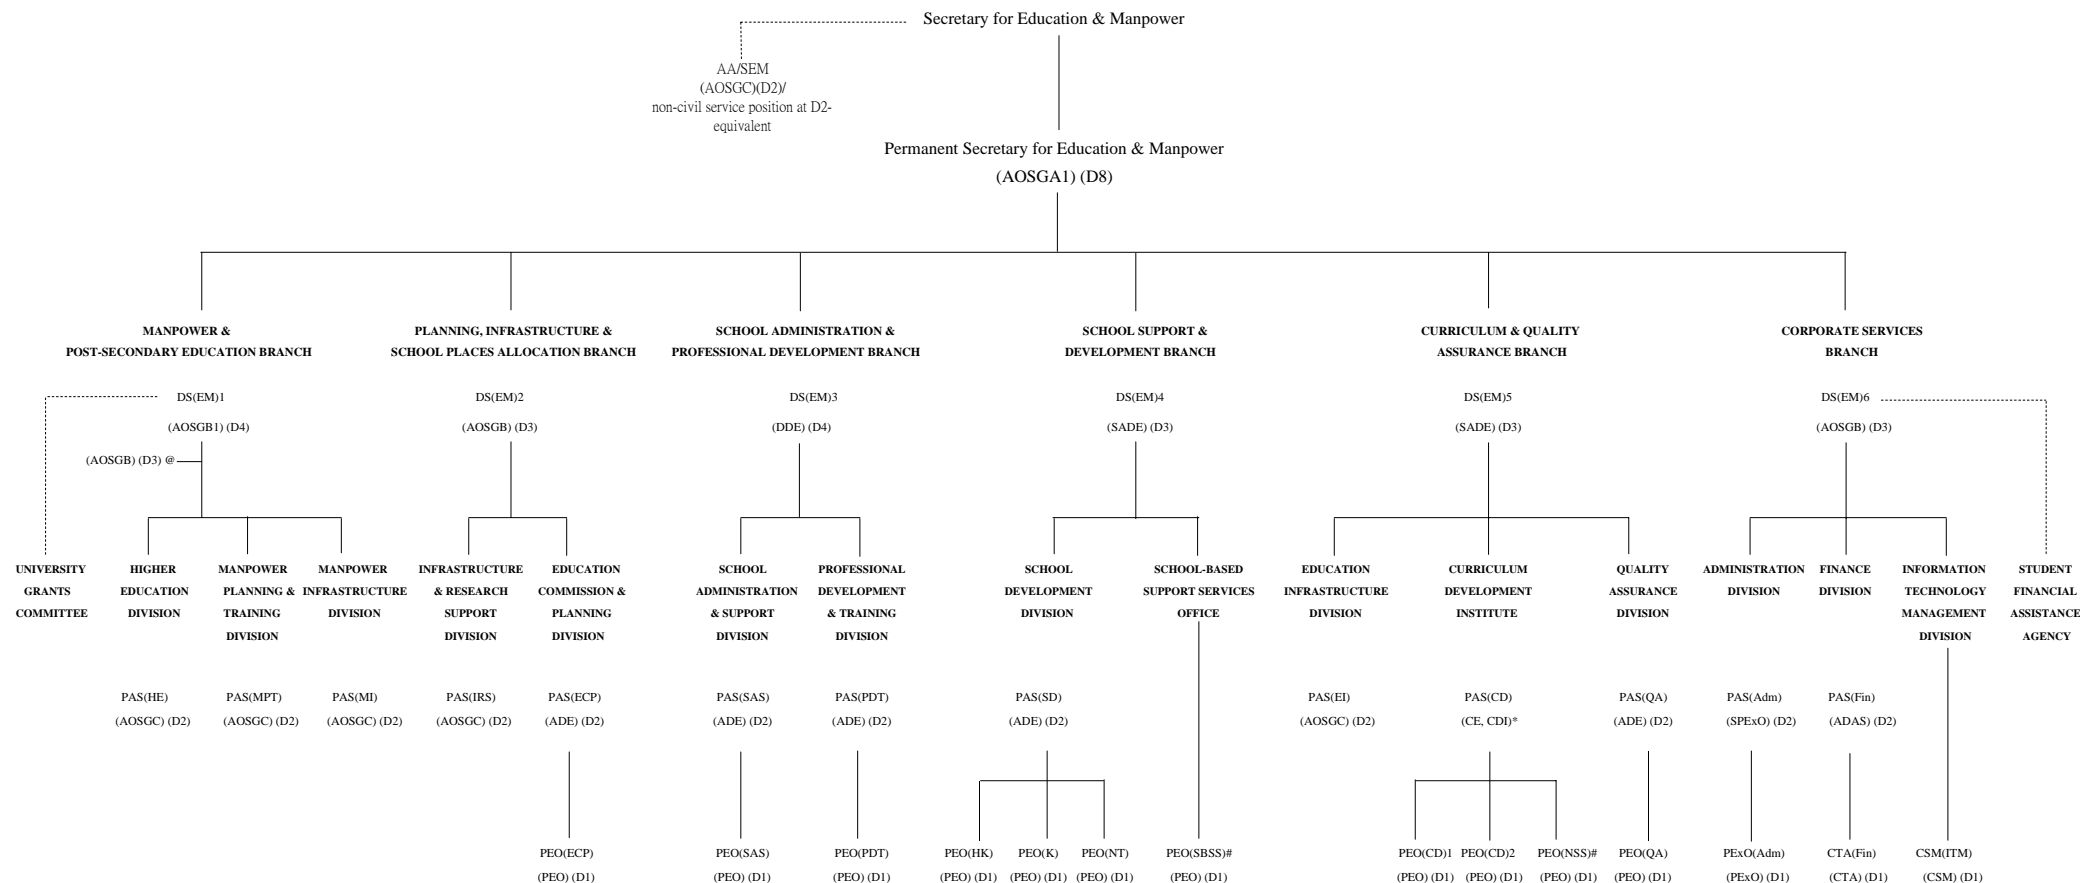 Secretary for Education & Manpower
AA/SEM
(AOSGC)(D2)/
non-civil service position at D2-
equivalent
Permanent Secretary for Education & Manpower
(AOSGA1) (D8)
MANPOWER &
POST-SECONDARY EDUCATION BRANCH
PLANNING, INFRASTRUCTURE &
SCHOOL PLACES ALLOCATION BRANCH
SCHOOL ADMINISTRATION &
PROFESSIONAL DEVELOPMENT BRANCH
SCHOOL SUPPORT &
DEVELOPMENT BRANCH
CURRICULUM & QUALITY
ASSURANCE BRANCH
CORPORATE SERVICES
BRANCH
DS(EM)1
(AOSGB1) (D4)
(AOSGB) (D3) @
DS(EM)2
(AOSGB) (D3)
DS(EM)3
(DDE) (D4)
DS(EM)4
(SADE) (D3)
DS(EM)5
(SADE) (D3)
DS(EM)6
(AOSGB) (D3)
UNIVERSITY
GRANTS
COMMITTEE
HIGHER
EDUCATION
DIVISION
MANPOWER
PLANNING &
TRAINING
DIVISION
MANPOWER
INFRASTRUCTURE
DIVISION
INFRASTRUCTURE
& RESEARCH
SUPPORT
DIVISION
EDUCATION
COMMISSION &
PLANNING
DIVISION
SCHOOL
ADMINISTRATION
& SUPPORT
DIVISION
PROFESSIONAL
DEVELOPMENT
& TRAINING
DIVISION
SCHOOL
DEVELOPMENT
DIVISION
SCHOOL-BASED
SUPPORT SERVICES
OFFICE
EDUCATION
INFRASTRUCTURE
DIVISION
CURRICULUM
DEVELOPMENT
INSTITUTE
QUALITY
ASSURANCE
DIVISION
ADMINISTRATION
DIVISION
FINANCE
DIVISION
INFORMATION
TECHNOLOGY
MANAGEMENT
DIVISION
STUDENT
FINANCIAL
ASSISTANCE
AGENCY
PAS(HE)
(AOSGC) (D2)
PAS(MPT)
(AOSGC) (D2)
PAS(MI)
(AOSGC) (D2)
PAS(IRS)
(AOSGC) (D2)
PAS(ECP)
(ADE) (D2)
PAS(SAS)
(ADE) (D2)
PAS(PDT)
(ADE) (D2)
PAS(SD)
(ADE) (D2)
PAS(EI)
(AOSGC) (D2)
PAS(CD)
(CE, CDI)*
PAS(QA)
(ADE) (D2)
PAS(Adm)
(SPExO) (D2)
PAS(Fin)
(ADAS) (D2)
PEO(ECP)
(PEO) (D1)
PEO(SAS)
(PEO) (D1)
PEO(PDT)
(PEO) (D1)
PEO(HK)
(PEO) (D1)
PEO(K)
(PEO) (D1)
PEO(NT)
(PEO) (D1)
PEO(SBSS)#
(PEO) (D1)
PEO(CD)1
(PEO) (D1)
PEO(CD)2
(PEO) (D1)
PEO(NSS)#
(PEO) (D1)
PEO(QA)
(PEO) (D1)
PExO(Adm)
(PExO) (D1)
CTA(Fin)
(CTA) (D1)
CSM(ITM)
(CSM) (D1)